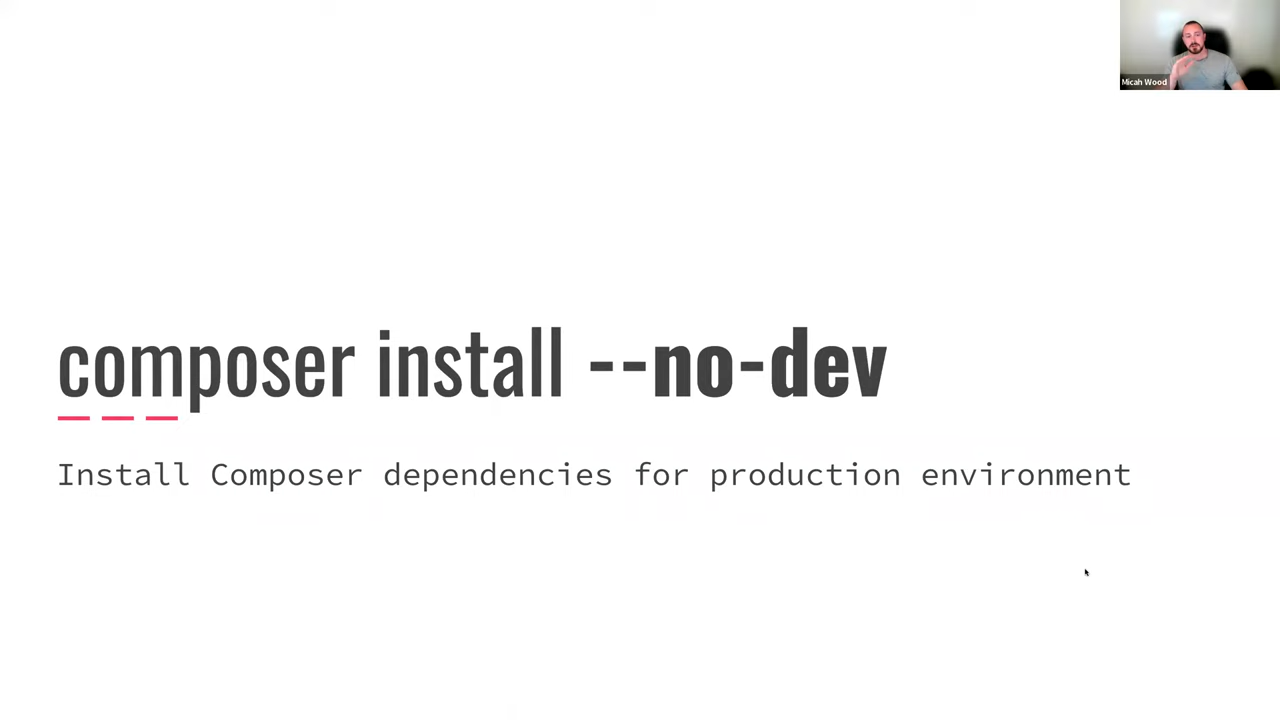 Micah Wood
composer install --no-dev
Install Composer dependencies for production environment